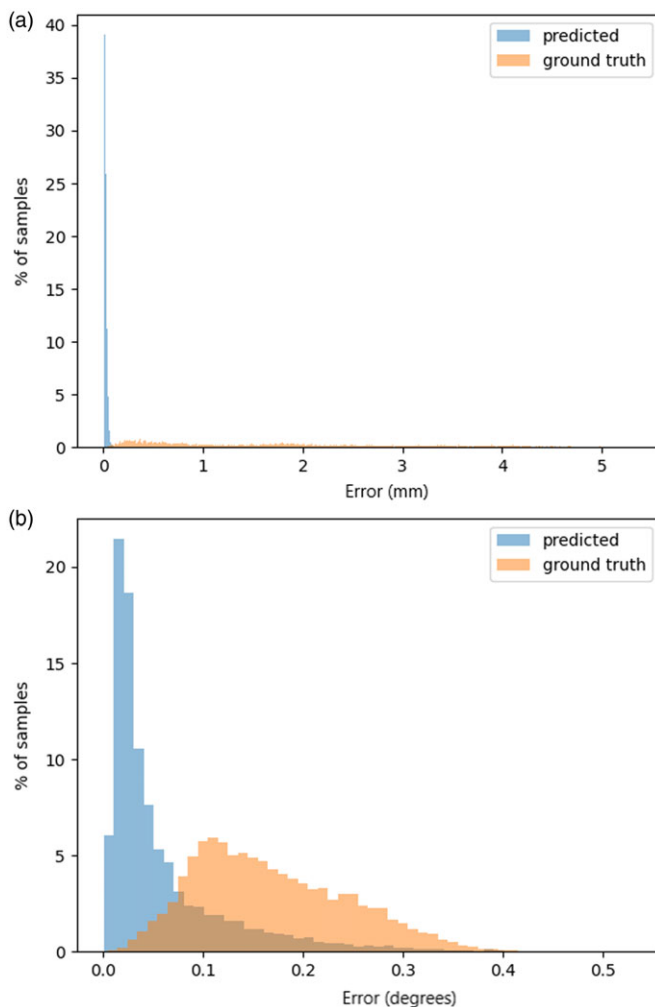 (a)
40
35
30
25
20
15
10
5
0
% of samples
predicted
ground truth
0 1 2 3 4 5
Error (mm)
(b)
20
15
10
5
0
% of samples
predicted
ground truth
0.0 0.1 0.2 0.3 0.4 0.5
Error (degrees)